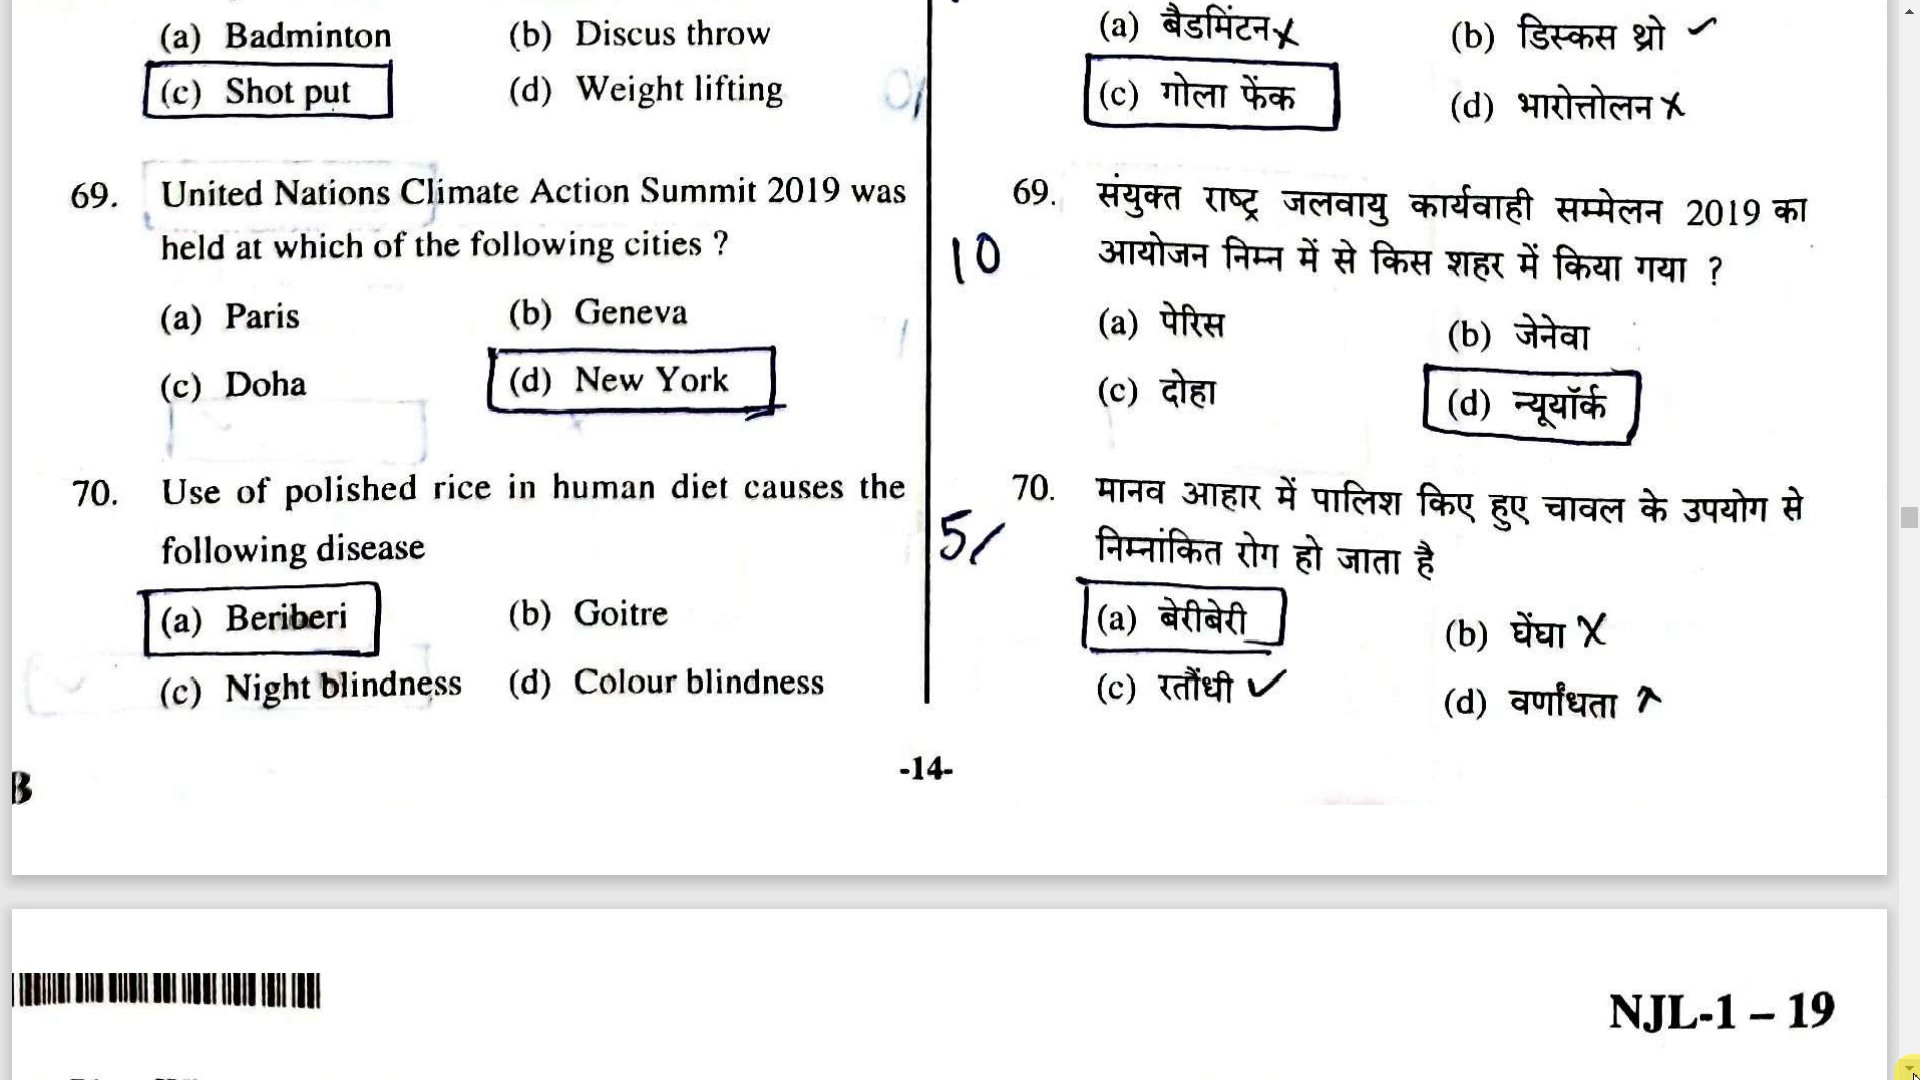 (a) Badminton (b) Discus throw
(c) Shot put (d) Weight lifting
69. United Nations Climate Action Summit 2019 was
held at which of the following cities ?
(a) Paris (b) Geneva
(c) Doha (d) New York
70. Use of polished rice in human diet causes the
following disease
(a) Beriberi (b) Goitre
(c) Night blindness (d) Colour blindness
(a) बैडमिंटन (b) डिस्कस थ्रो
(c) गोला फेंक (d) भारोत्तोलन
69. संयुक्त राष्ट्र जलवायु कार्यवाही सम्मेलन 2019 का
10 आयोजन निम्न में से किस शहर में किया गया ?
(a) पेरिस (b) जेनेवा
(c) दोहा (d) न्यूयॉर्क
70. मानव आहार में पालिश किए हुए चावल के उपयोग से
5 निम्नांकित रोग हो जाता है
(a) बेरीबेरी (b) घेंघा
(c) रतौंधी (d) वर्णांधता
-14-
B
NJL-1 – 19